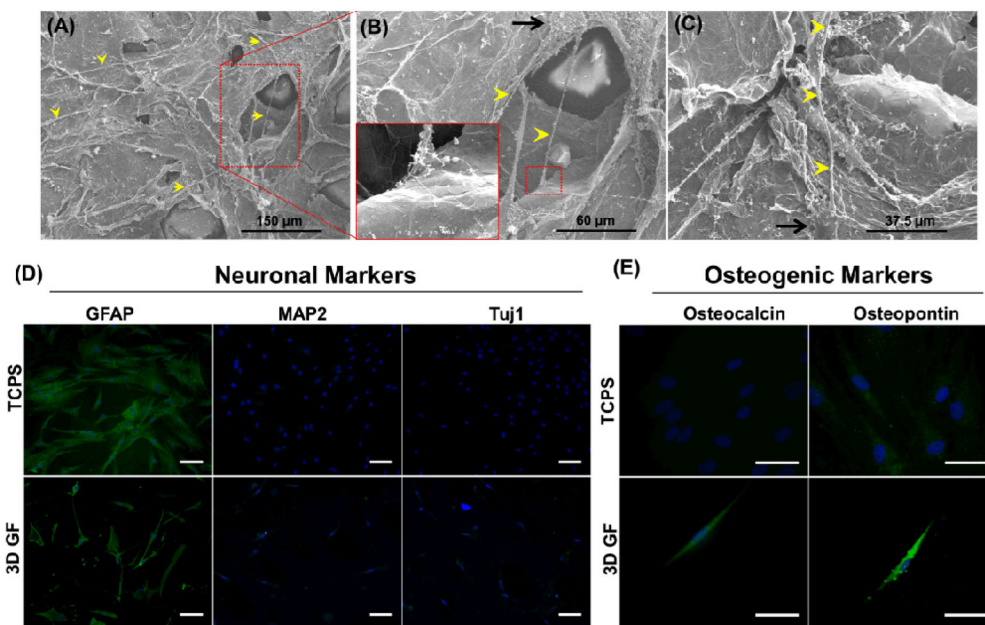 (A)
(B)
(C)
150 μm
60 μm
37.5 μm
(D)
Neuronal Markers
(E)
Osteogenic Markers
GFAP
MAP2
Tuj1
Osteocalcin
Osteopontin
TCPS
TCPS
3D GF
3D GF